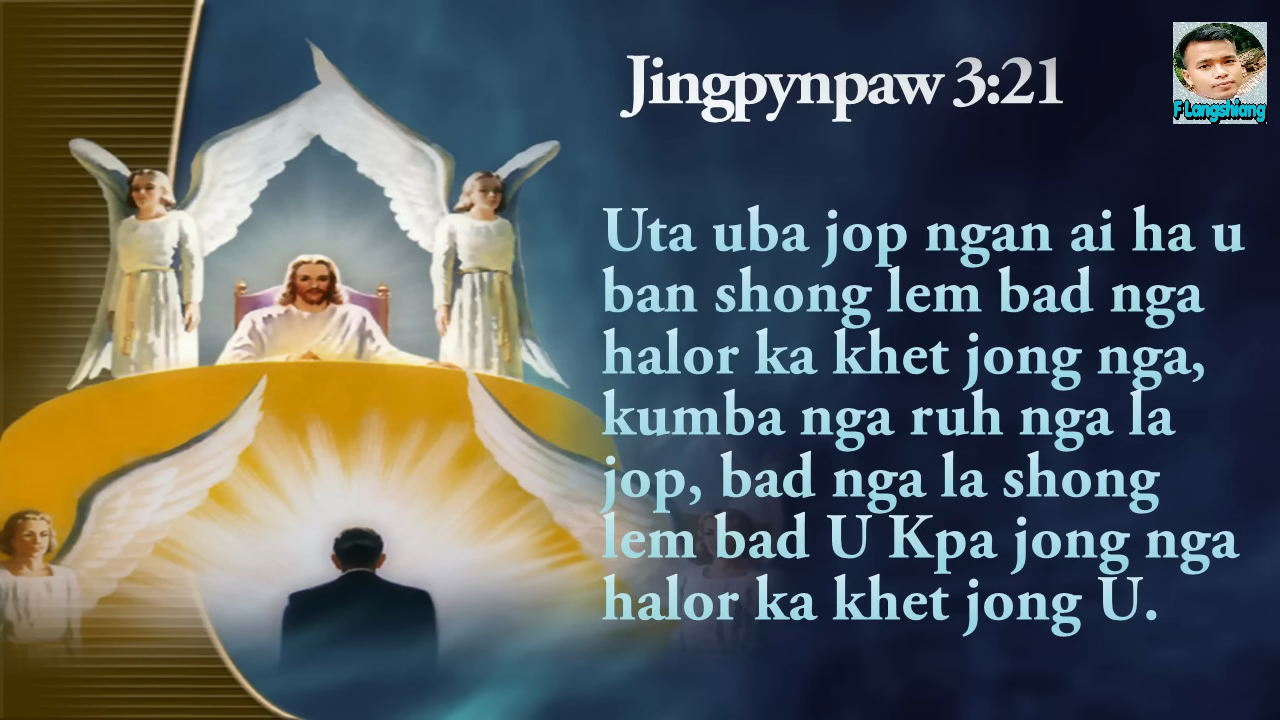 Jingpynpaw 3:21
F Langshiang
Uta uba jop ngan ai ha u
ban shong lem bad nga
halor ka khet jong nga,
kumba nga ruh nga la
jop, bad nga la shong
lem bad U Kpa jong nga
halor ka khet jong U.